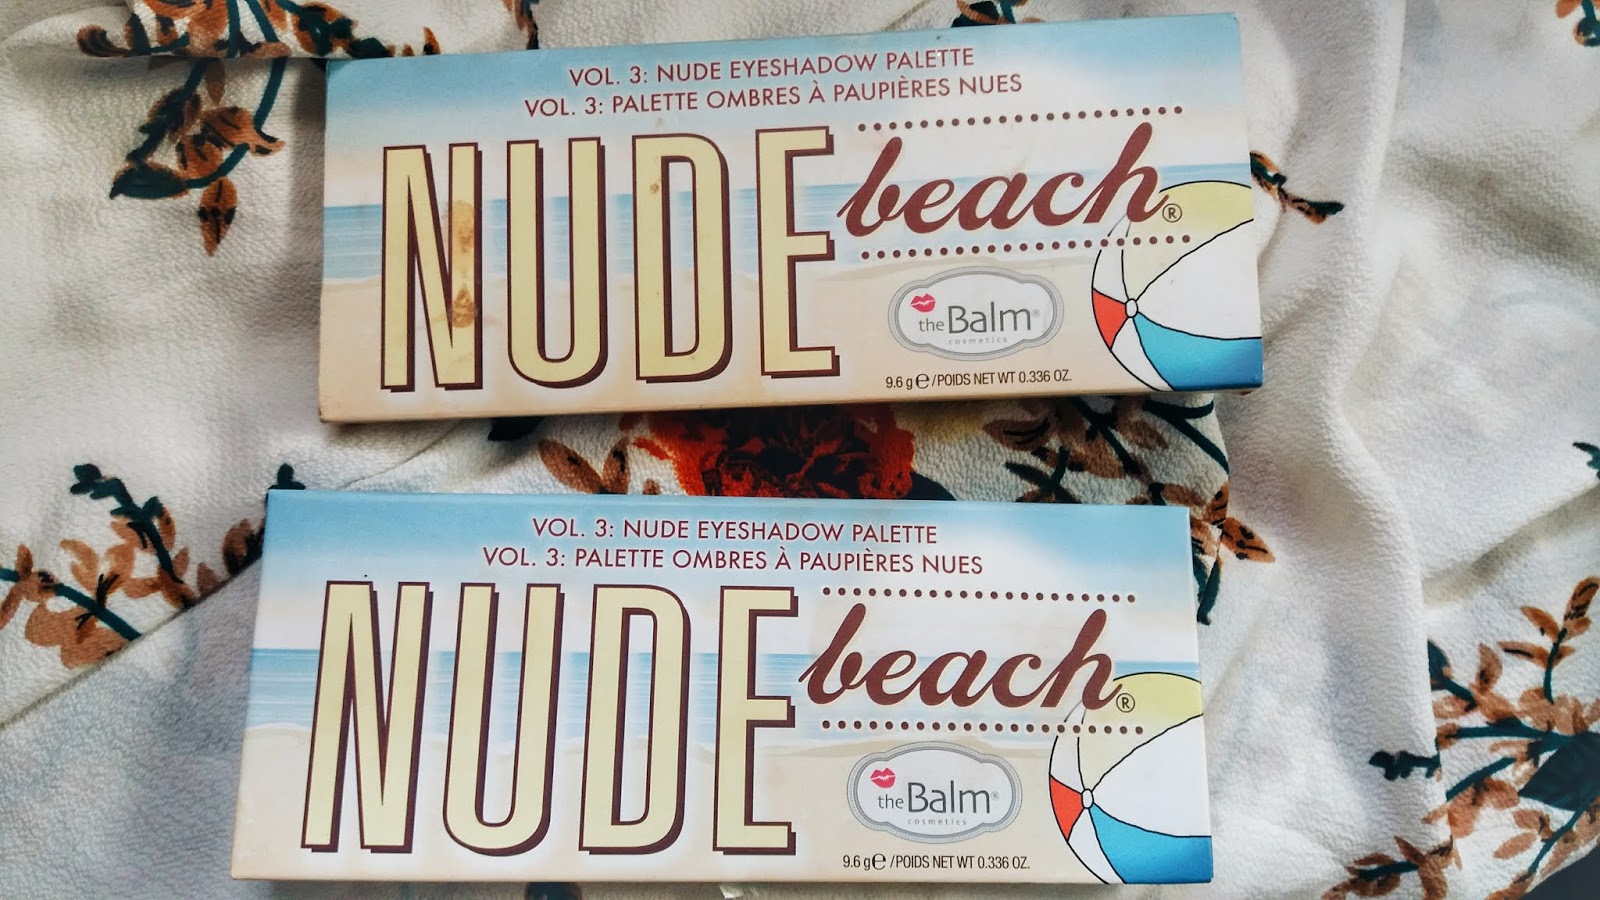 VOL. 3: NUDE EYESHADOW PALETTE
VOL. 3: PALETTE OMBRES À PAUPIÈRES NUES
NUDE beach®
the Balm®
cosmetics
9.6 g e /POIDS NET WT 0.336 OZ.
VOL. 3: NUDE EYESHADOW PALETTE
VOL. 3: PALETTE OMBRES À PAUPIÈRES NUES
NUDE beach®
the Balm®
cosmetics
9.6 g e /POIDS NET WT 0.336 OZ.